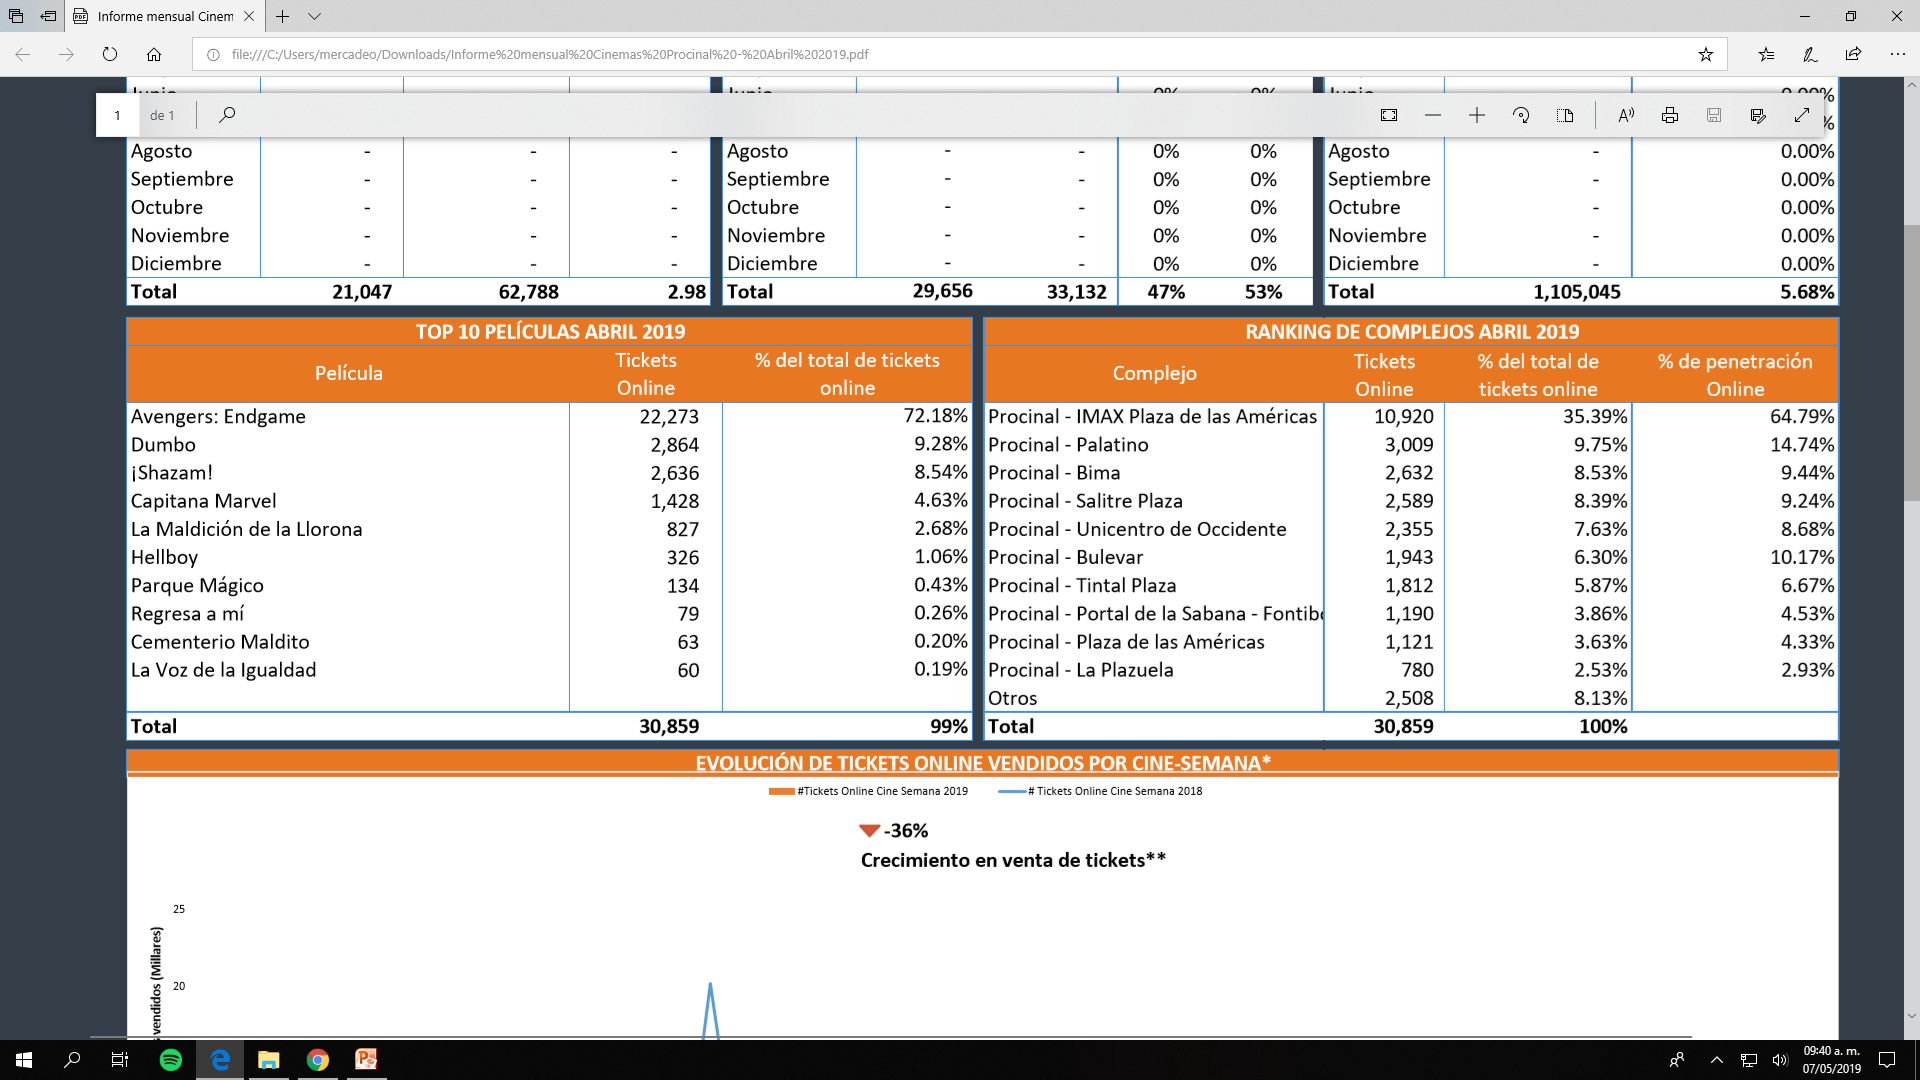 Informe mensual Cinem
file:///C:/Users/mercadeo/Downloads/Informe%20mensual%20Cinemas%20Procinal%20-%20Abril%202019.pdf
1 de 1
Agosto - - - Agosto - - 0% 0% Agosto - 0.00%
Septiembre - - - Septiembre - - 0% 0% Septiembre - 0.00%
Octubre - - - Octubre - - 0% 0% Octubre - 0.00%
Noviembre - - - Noviembre - - 0% 0% Noviembre - 0.00%
Diciembre - - - Diciembre - - 0% 0% Diciembre - 0.00%
Total 21,047 62,788 2.98 Total 29,656 33,132 47% 53% Total 1,105,045 5.68%
TOP 10 PELÍCULAS ABRIL 2019
Película Tickets Online % del total de tickets online
Avengers: Endgame 22,273 72.18%
Dumbo 2,864 9.28%
¡Shazam! 2,636 8.54%
Capitana Marvel 1,428 4.63%
La Maldición de la Llorona 827 2.68%
Hellboy 326 1.06%
Parque Mágico 134 0.43%
Regresa a mí 79 0.26%
Cementerio Maldito 63 0.20%
La Voz de la Igualdad 60 0.19%
Total 30,859 99%
RANKING DE COMPLEJOS ABRIL 2019
Complejo Tickets Online % del total de tickets online % de penetración Online
Procinal - IMAX Plaza de las Américas 10,920 35.39% 64.79%
Procinal - Palatino 3,009 9.75% 14.74%
Procinal - Bima 2,632 8.53% 9.44%
Procinal - Salitre Plaza 2,589 8.39% 9.24%
Procinal - Unicentro de Occidente 2,355 7.63% 8.68%
Procinal - Bulevar 1,943 6.30% 10.17%
Procinal - Tintal Plaza 1,812 5.87% 6.67%
Procinal - Portal de la Sabana - Fontib 1,190 3.86% 4.53%
Procinal - Plaza de las Américas 1,121 3.63% 4.33%
Procinal - La Plazuela 780 2.53% 2.93%
Otros 2,508 8.13%
Total 30,859 100%
EVOLUCIÓN DE TICKETS ONLINE VENDIDOS POR CINE-SEMANA*
#Tickets Online Cine Semana 2019 # Tickets Online Cine Semana 2018
-36%
Crecimiento en venta de tickets**
25
20
vendidos (Millares)
09:40 a. m.
07/05/2019